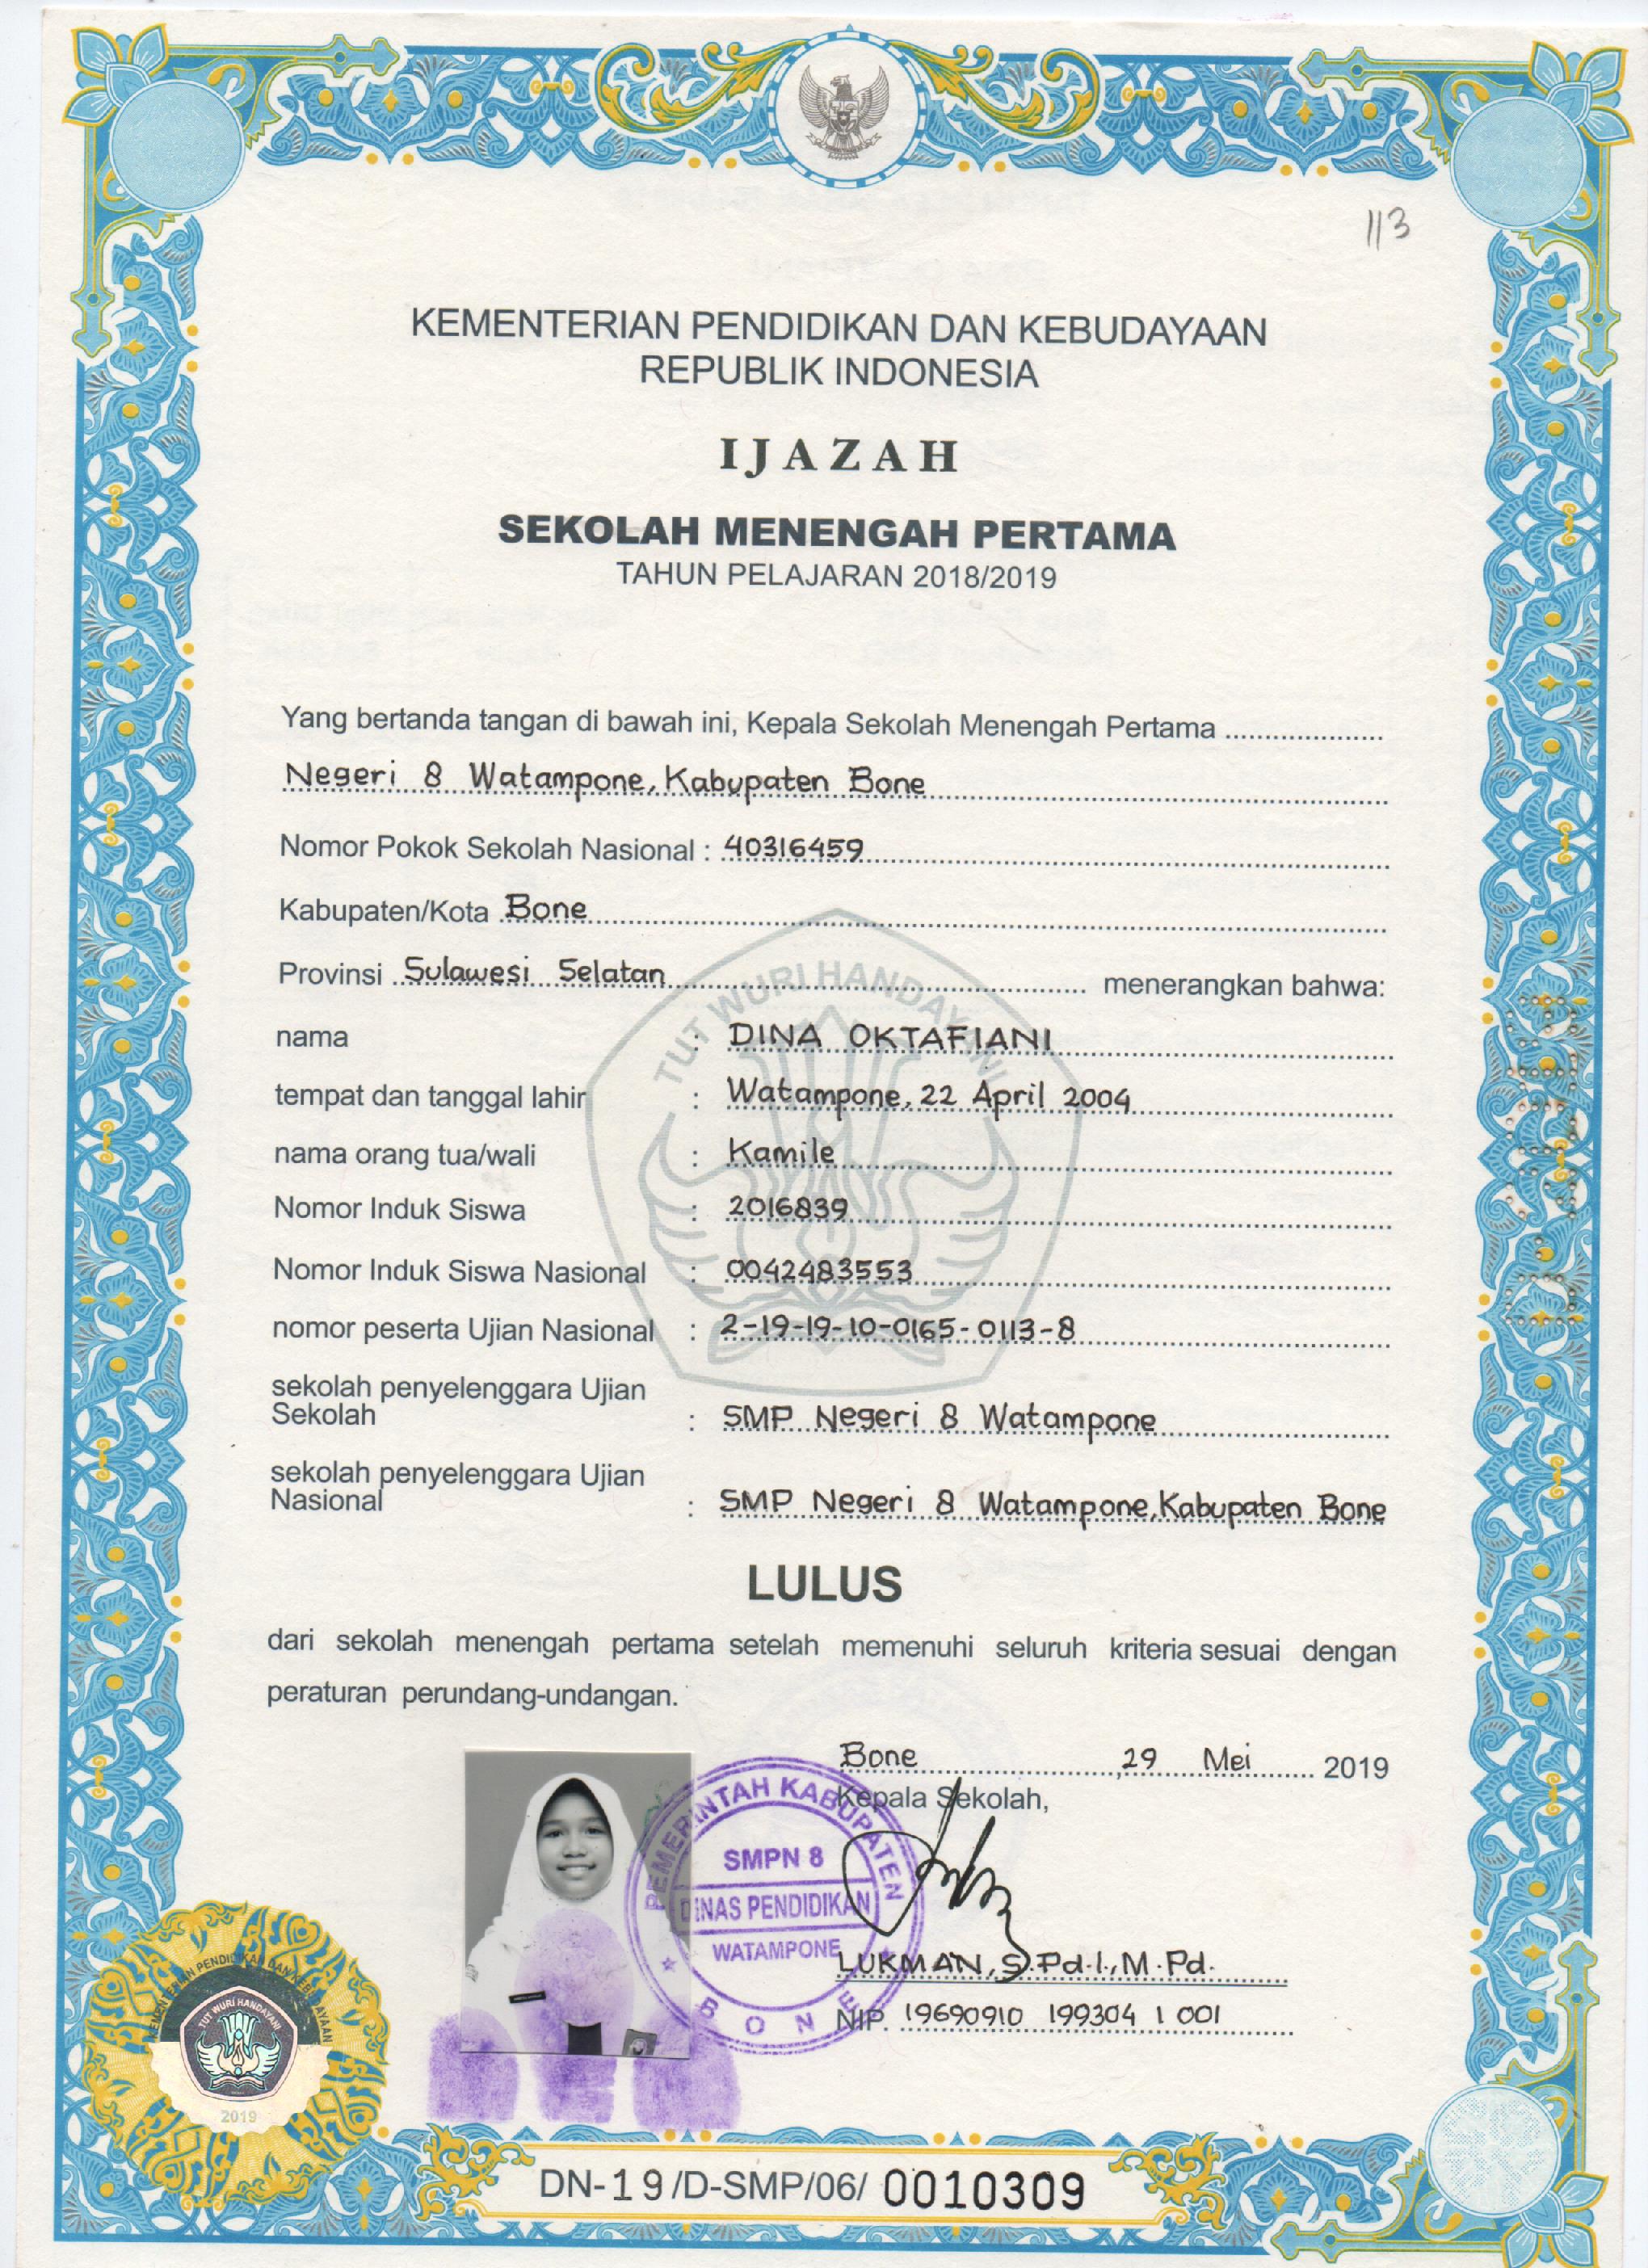 113
KEMENTERIAN PENDIDIKAN DAN KEBUDAYAAN
REPUBLIK INDONESIA
IJAZAH
SEKOLAH MENENGAH PERTAMA
TAHUN PELAJARAN 2018/2019
Yang bertanda tangan di bawah ini, Kepala Sekolah Menengah Pertama
Negeri 8 Watampone, Kabupaten Bone
Nomor Pokok Sekolah Nasional : 40316459
Kabupaten/Kota Bone
Provinsi Sulawesi Selatan menerangkan bahwa:
TUT WURI HANDAYANI
nama : DINA OKTAFIANI
tempat dan tanggal lahir : Watampone, 22 April 2004
nama orang tua/wali : Kamile
Nomor Induk Siswa : 2016839
Nomor Induk Siswa Nasional : 0042483553
nomor peserta Ujian Nasional : 2-19-19-10-0165-0113-8
sekolah penyelenggara Ujian
Sekolah : SMP Negeri 8 Watampone
sekolah penyelenggara Ujian
Nasional : SMP Negeri 8 Watampone, Kabupaten Bone
LULUS
dari sekolah menengah pertama setelah memenuhi seluruh kriteria sesuai dengan
peraturan perundang-undangan.
Bone, 29 Mei 2019
Kepala Sekolah,
PEMERINTAH KABUPATEN
SMPN 8
DINAS PENDIDIKAN
WATAMPONE
BONE
LUKMAN, S.Pd.I., M.Pd.
NIP. 19690910 199304 1 001
KEMENTERIAN PENDIDIKAN DAN KEBUDAYAAN
TUT WURI HANDAYANI
2019
DN-19/D-SMP/06/ 0010309